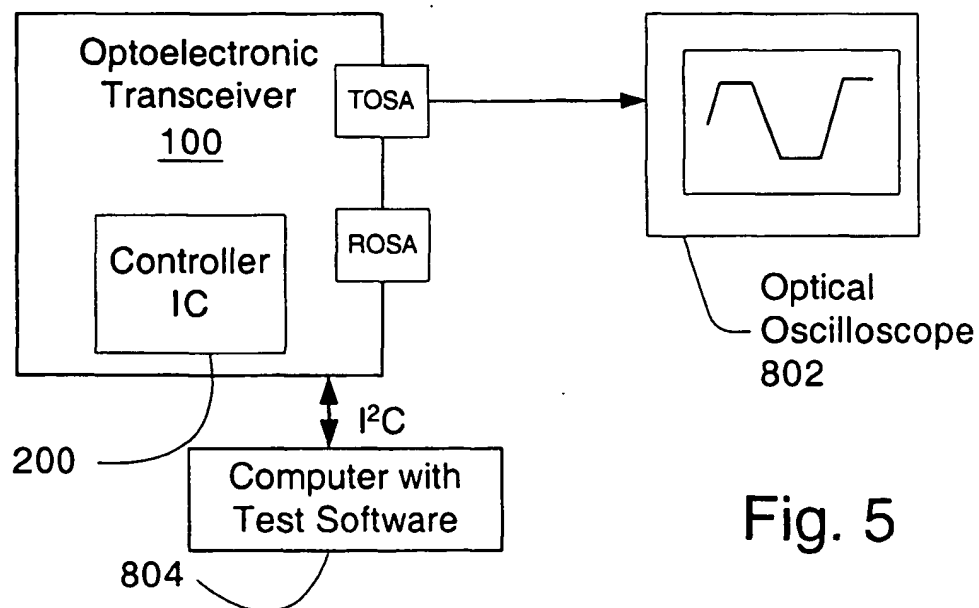 Optoelectronic
Transceiver
100
TOSA
ROSA
Controller
IC
200
I²C
Computer with
Test Software
804
Optical
Oscilloscope
802
Fig. 5